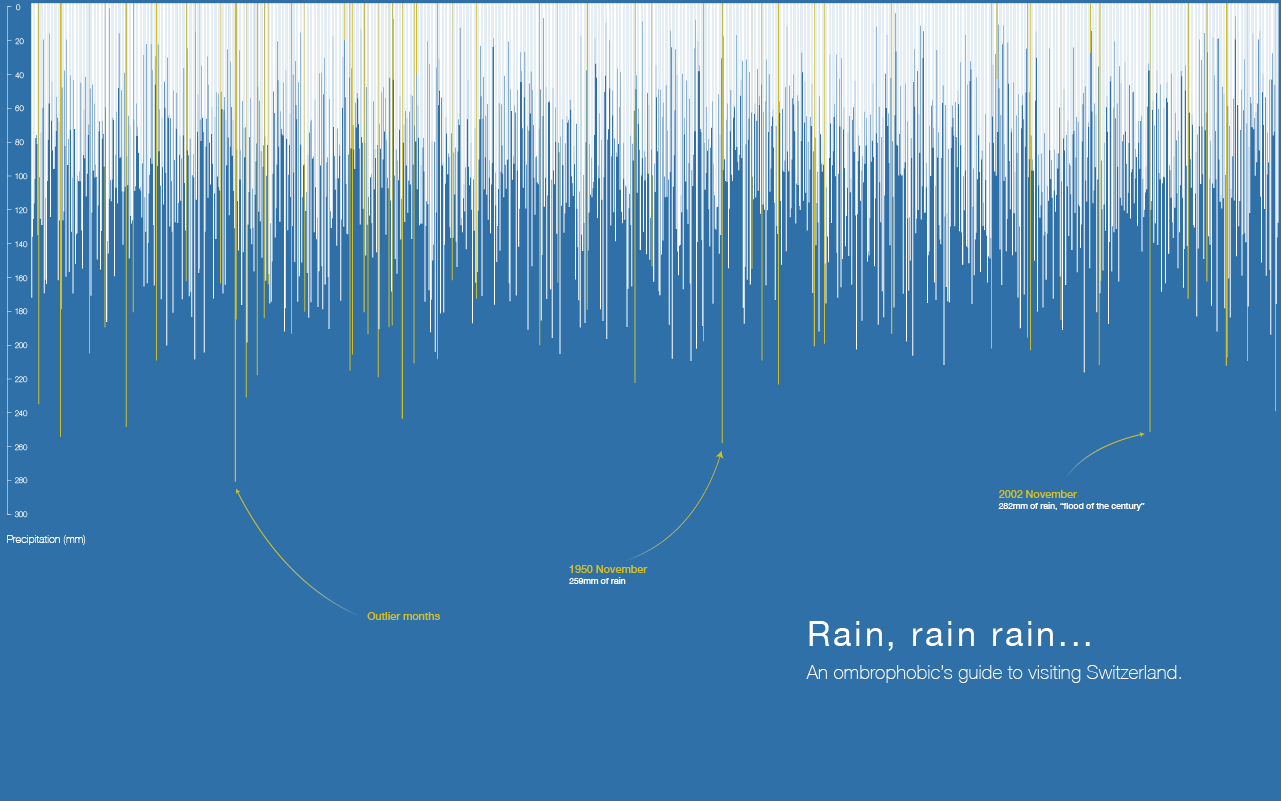 0
20
40
60
80
100
120
140
160
180
200
220
240
260
280
300
Precipitation (mm)
2002 November
262mm of rain, "flood of the century"
1950 November
259mm of rain
Outlier months
Rain, rain rain...
An ombrophobic's guide to visiting Switzerland.